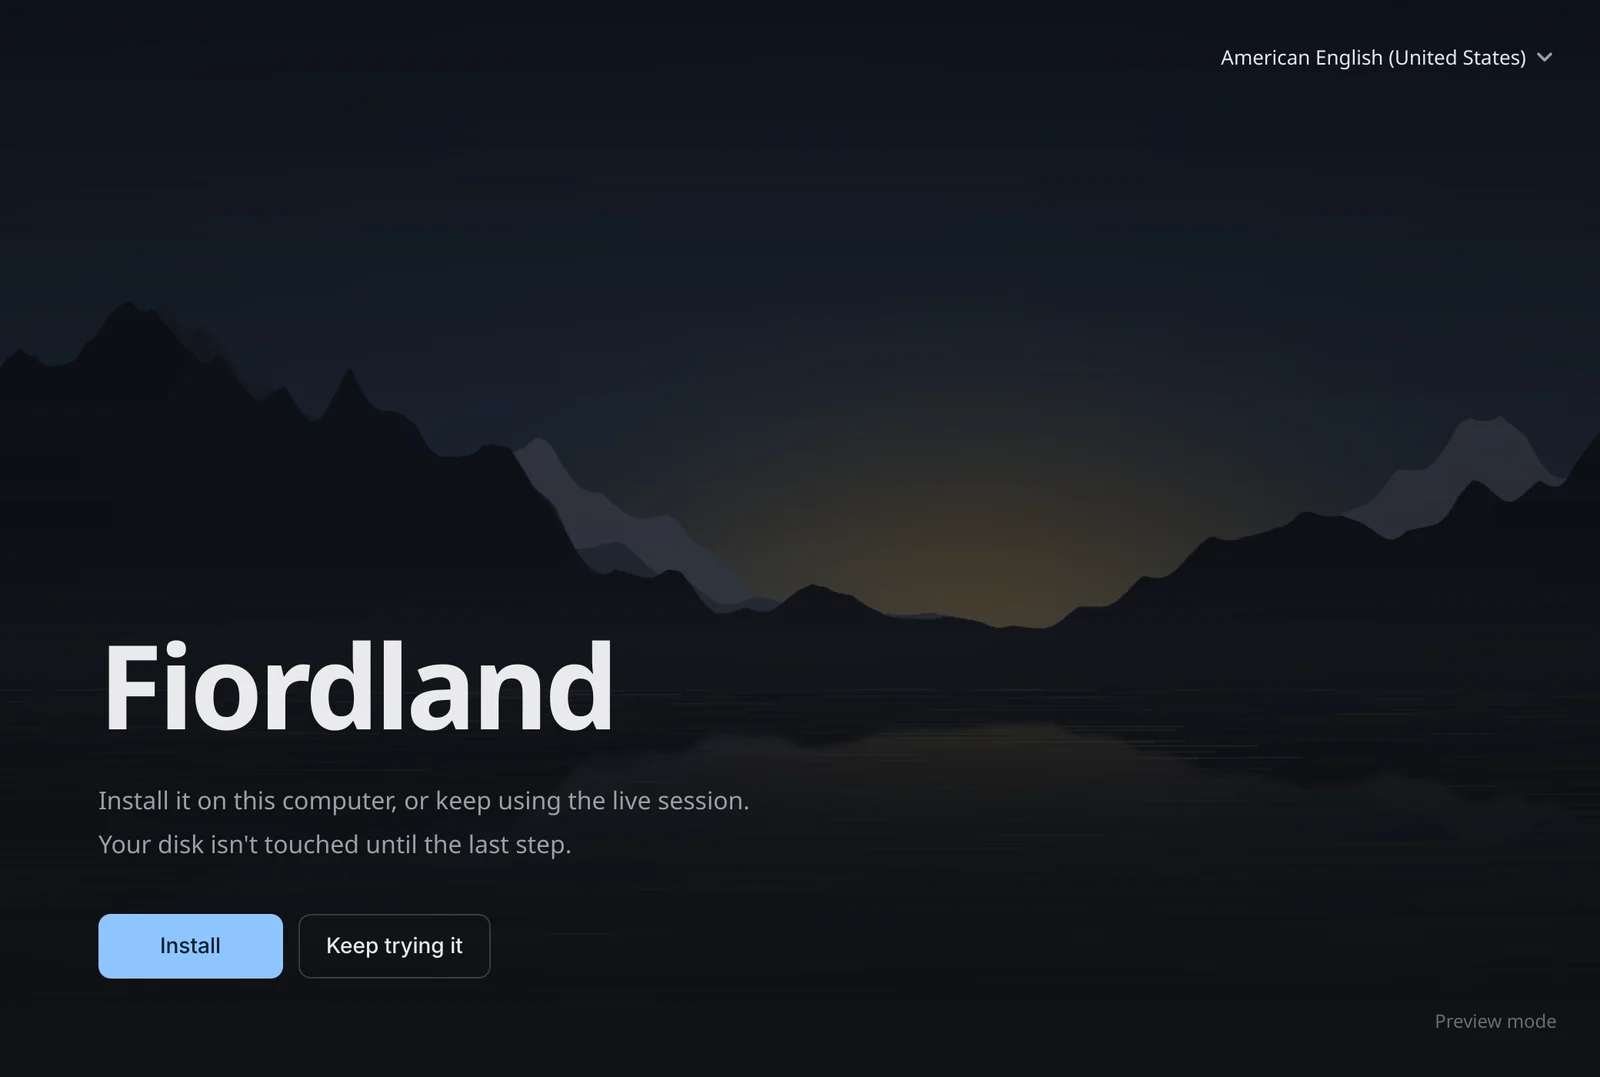 American English (United States)
Fiordland
Install it on this computer, or keep using the live session.
Your disk isn't touched until the last step.
Install
Keep trying it
Preview mode